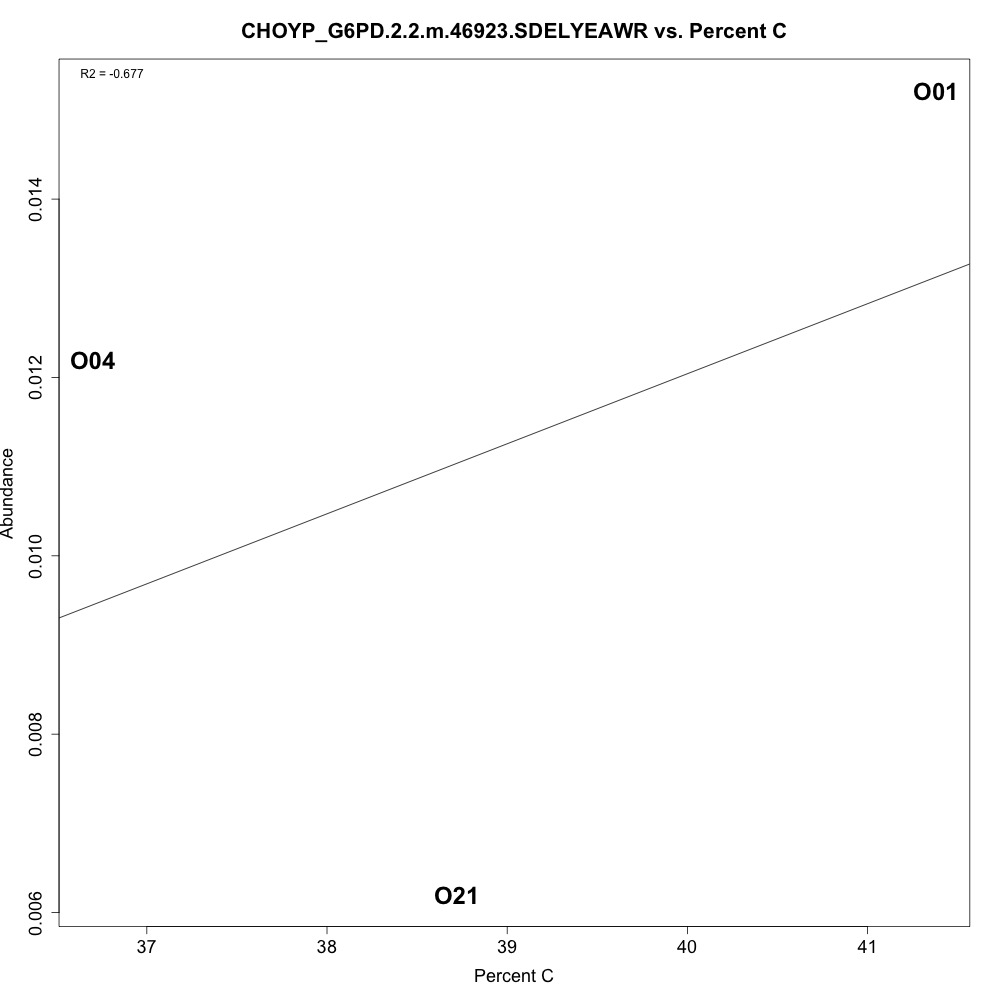 CHOYP_G6PD.2.2.m.46923.SDELYEAWR vs. Percent C
R2 = -0.677
O01
0.014
O04
0.012
Abundance
0.010
0.008
O21
0.006
37 38 39 40 41
Percent C